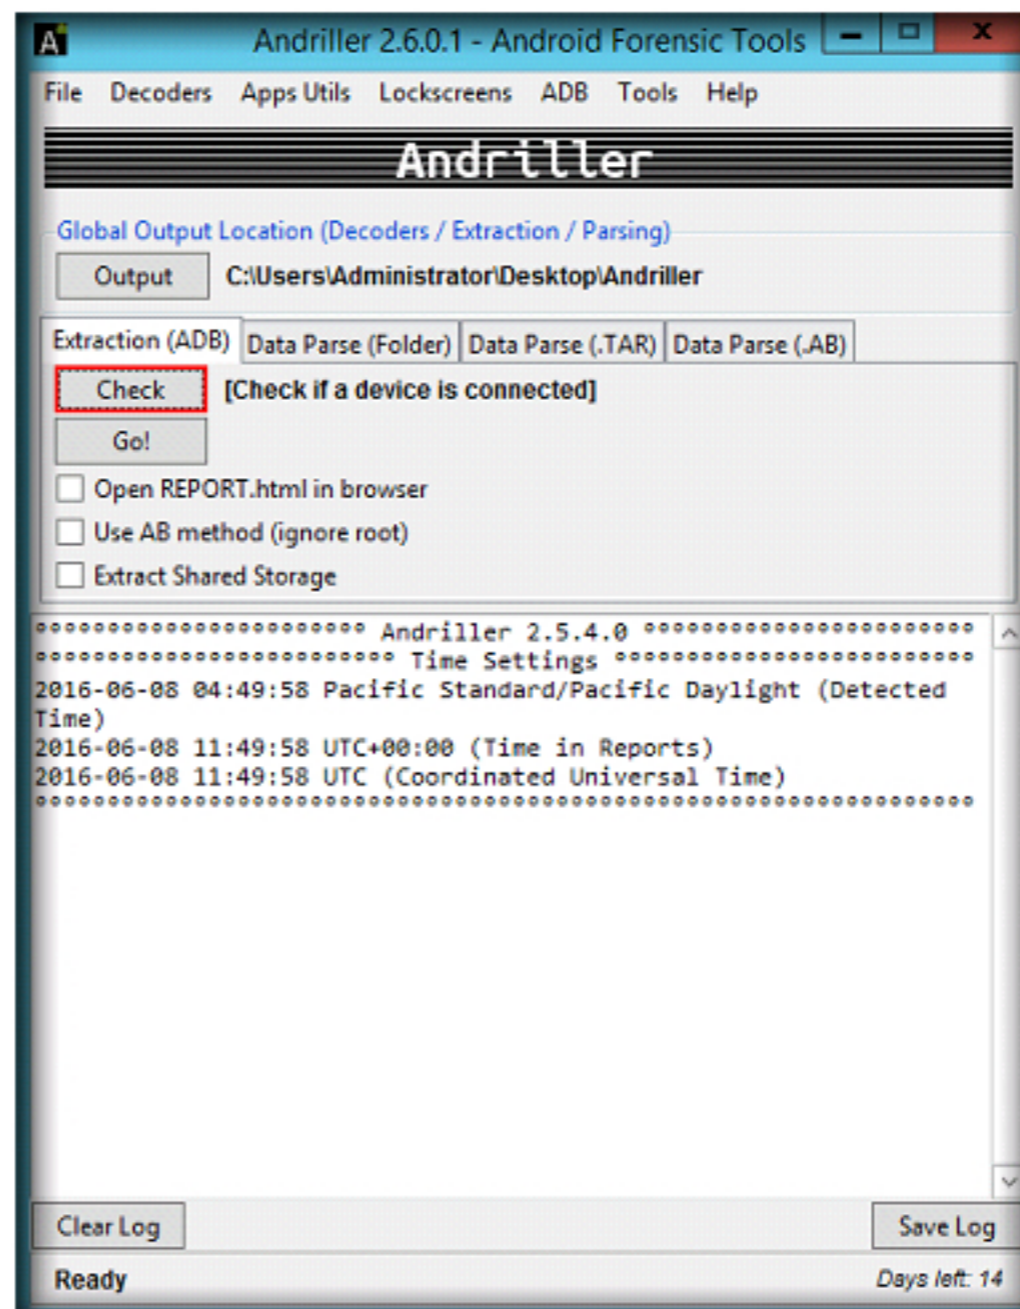 Andriller 2.6.0.1 - Android Forensic Tools
File Decoders Apps Utils Lockscreens ADB Tools Help
Andriller
Global Output Location (Decoders / Extraction / Parsing)
Output C:\Users\Administrator\Desktop\Andriller
Extraction (ADB) Data Parse (Folder) Data Parse (.TAR) Data Parse (.AB)
Check [Check if a device is connected]
Go!
Open REPORT.html in browser
Use AB method (ignore root)
Extract Shared Storage
°°°°°°°°°°°°°°°°°°°°°°° Andriller 2.5.4.0 °°°°°°°°°°°°°°°°°°°°°°°
°°°°°°°°°°°°°°°°°°°°°°°°° Time Settings °°°°°°°°°°°°°°°°°°°°°°°°°
2016-06-08 04:49:58 Pacific Standard/Pacific Daylight (Detected
Time)
2016-06-08 11:49:58 UTC+00:00 (Time in Reports)
2016-06-08 11:49:58 UTC (Coordinated Universal Time)
°°°°°°°°°°°°°°°°°°°°°°°°°°°°°°°°°°°°°°°°°°°°°°°°°°°°°°°°°°°°°°°°°
Clear Log Save Log
Ready Days left: 14